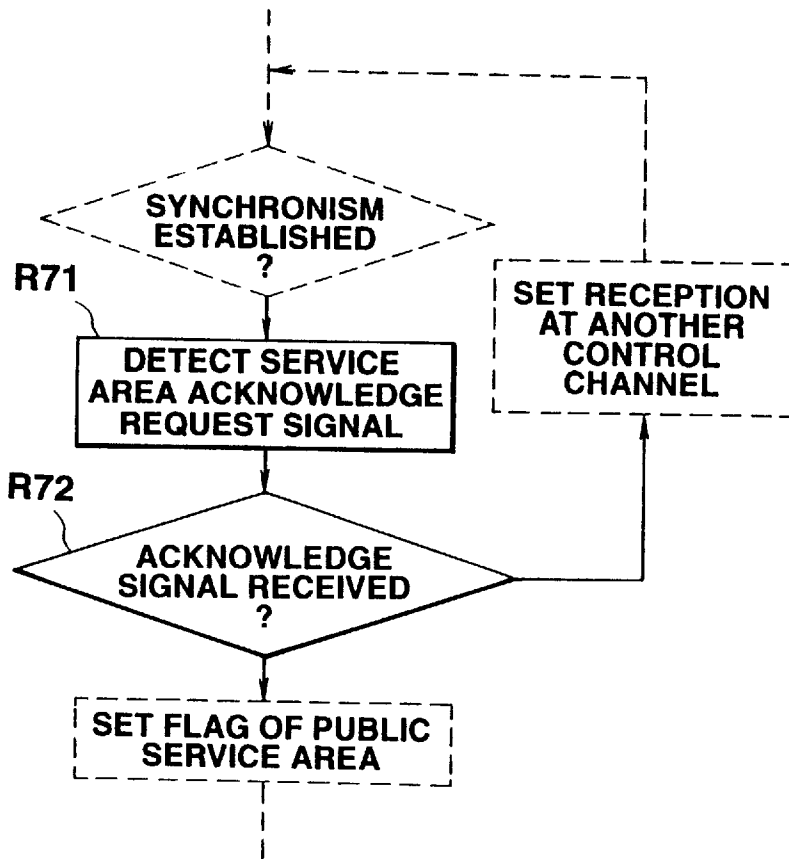 SYNCHRONISM
ESTABLISHED
?
R71
DETECT SERVICE
AREA ACKNOWLEDGE
REQUEST SIGNAL
SET RECEPTION
AT ANOTHER
CONTROL
CHANNEL
R72
ACKNOWLEDGE
SIGNAL RECEIVED
?
SET FLAG OF PUBLIC
SERVICE AREA